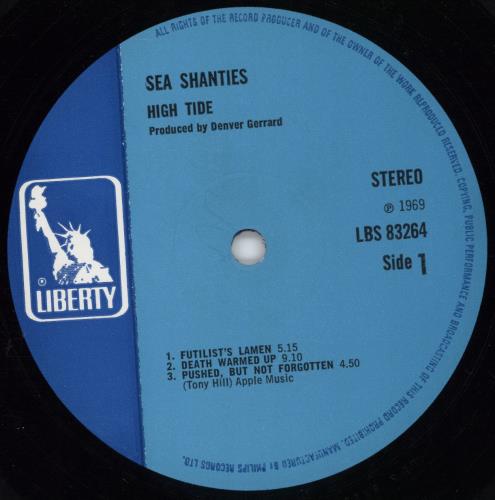 SEA SHANTIES
HIGH TIDE
Produced by Denver Gerrard
STEREO
℗ 1969
LBS 83264
Side 1
® LIBERTY
1. FUTILIST'S LAMEN 5.15
2. DEATH WARMED UP 9.10
3. PUSHED, BUT NOT FORGOTTEN 4.50
(Tony Hill) Apple Music
ALL RIGHTS OF THE RECORD PRODUCER AND OF THE OWNER OF THE WORK REPRODUCED RESERVED. COPYING, PUBLIC PERFORMANCE AND BROADCASTING OF THIS RECORD PROHIBITED. MANUFACTURED BY PHILIPS RECORDS LTD.